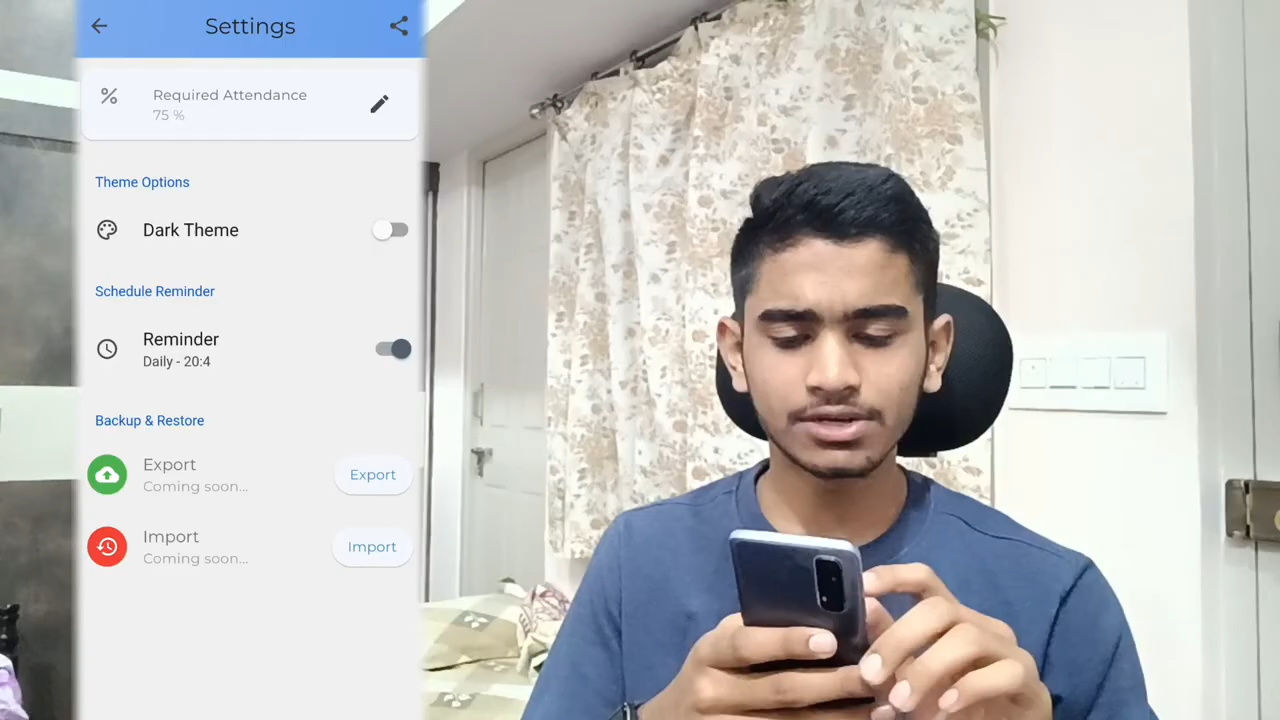 Settings
Required Attendance
75 %
Theme Options
Dark Theme
Schedule Reminder
Reminder
Daily - 20:4
Backup & Restore
Export
Coming soon...
Export
Import
Coming soon...
Import